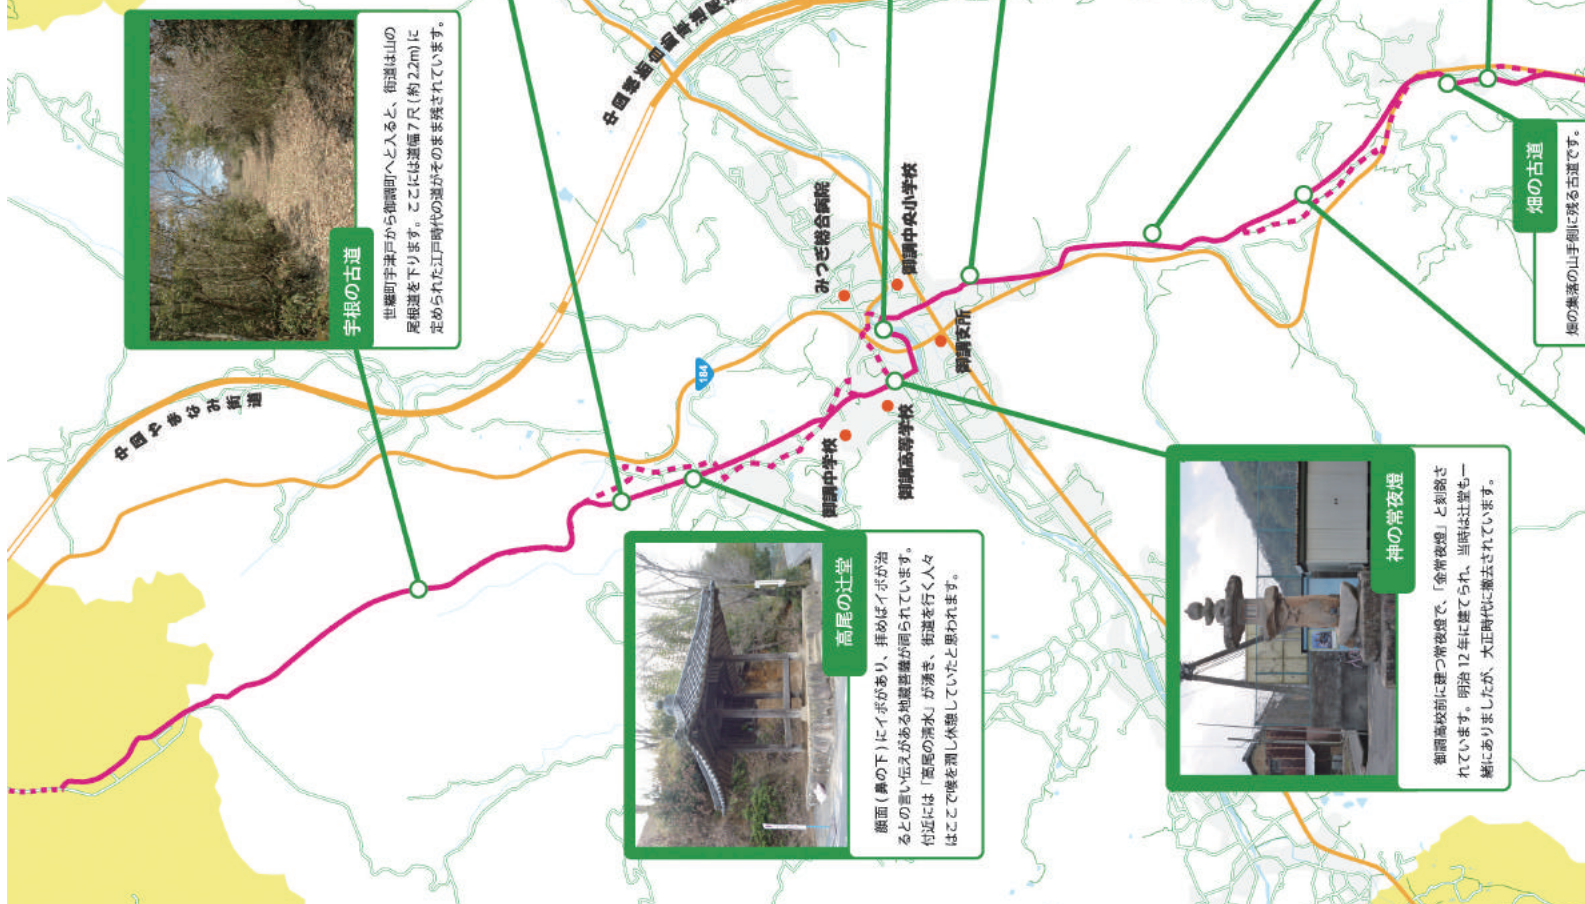 中国やまなみ街道
宇根の古道
世羅町宇津戸から御調町へと入ると、街道は山の
尾根道を下ります。ここには道幅7尺(約2.2m)に
定められた江戸時代の道がそのまま残されています。
184
みつぎ総合病院
御調中央小学校
御調支所
御調中学校
御調高等学校
高尾の辻堂
顔面(鼻の下)にイボがあり、拝めばイボが治
るとの言い伝えがある地蔵菩薩が祠られています。
付近には「高尾の清水」が湧き、街道を行く人々
はここで喉を潤し休憩していたと思われます。
神の常夜燈
御調高校前に建つ常夜燈で、「金常夜燈」と刻銘さ
れています。明治12年に建てられ、当時は辻堂も一
緒にありましたが、大正時代に撤去されています。
畑の古道
畑の集落の山手側に残る古道です。